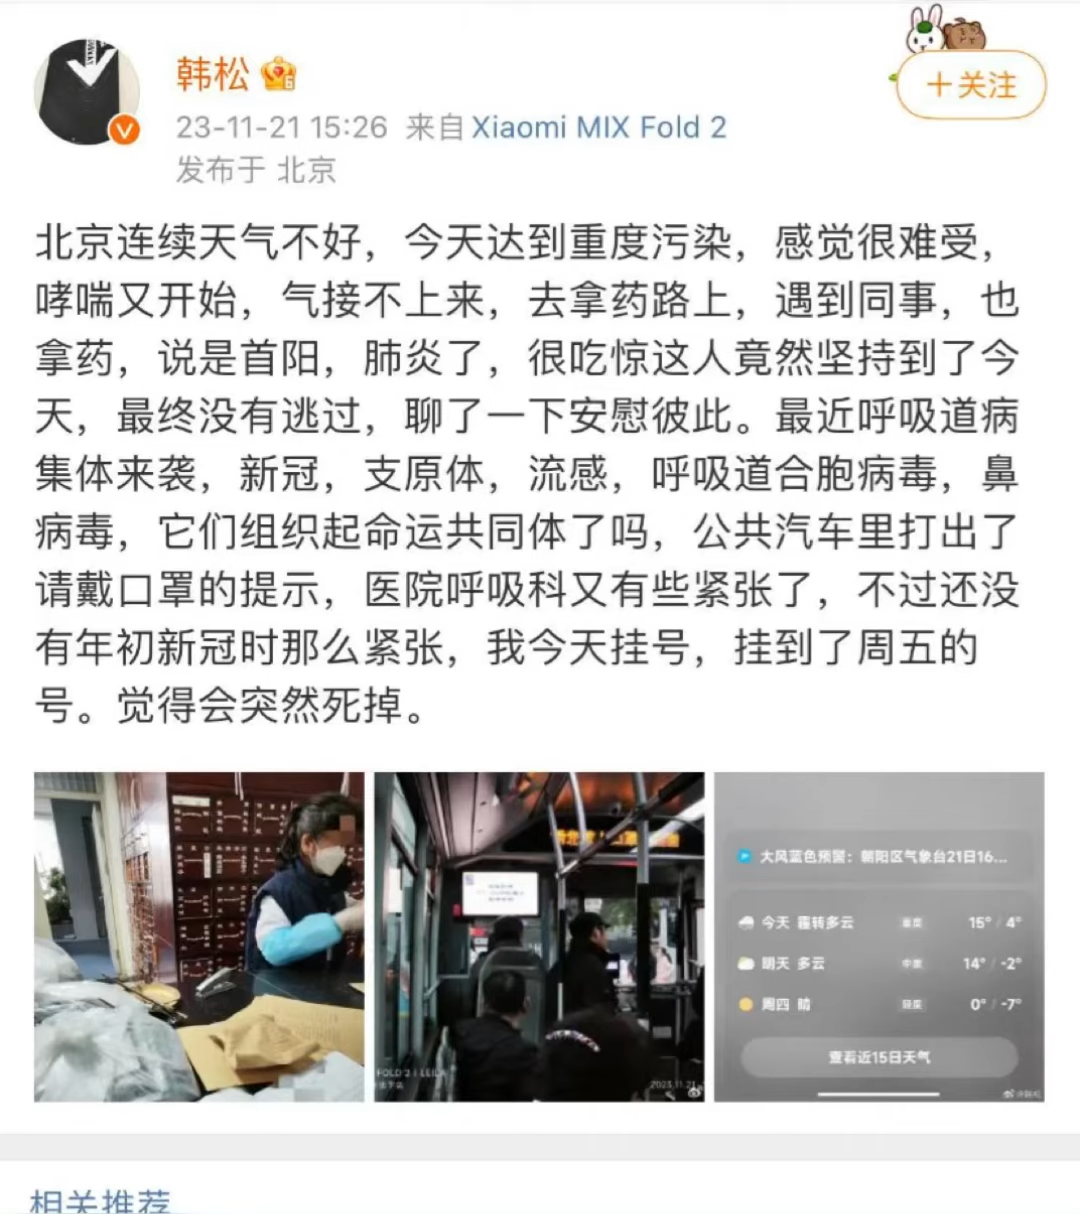 韩松
+关注
23-11-21 15:26 来自 Xiaomi MIX Fold 2
发布于 北京
北京连续天气不好，今天达到重度污染，感觉很难受，
哮喘又开始，气接不上来，去拿药路上，遇到同事，也
拿药，说是首阳，肺炎了，很吃惊这人竟然坚持到了今
天，最终没有逃过，聊了一下安慰彼此。最近呼吸道病
集体来袭，新冠，支原体，流感，呼吸道合胞病毒，鼻
病毒，它们组织起命运共同体了吗，公共汽车里打出了
请戴口罩的提示，医院呼吸科又有些紧张了，不过还没
有年初新冠时那么紧张，我今天挂号，挂到了周五的
号。觉得会突然死掉。
FOLD 2 | LEICA
2023.11.21
大风蓝色预警：朝阳区气象台21日16...
今天 霾转多云 重度 15° / 4°
明天 多云 中度 14° / -2°
周四 晴 0° / -7°
查看近15日天气
相关推荐